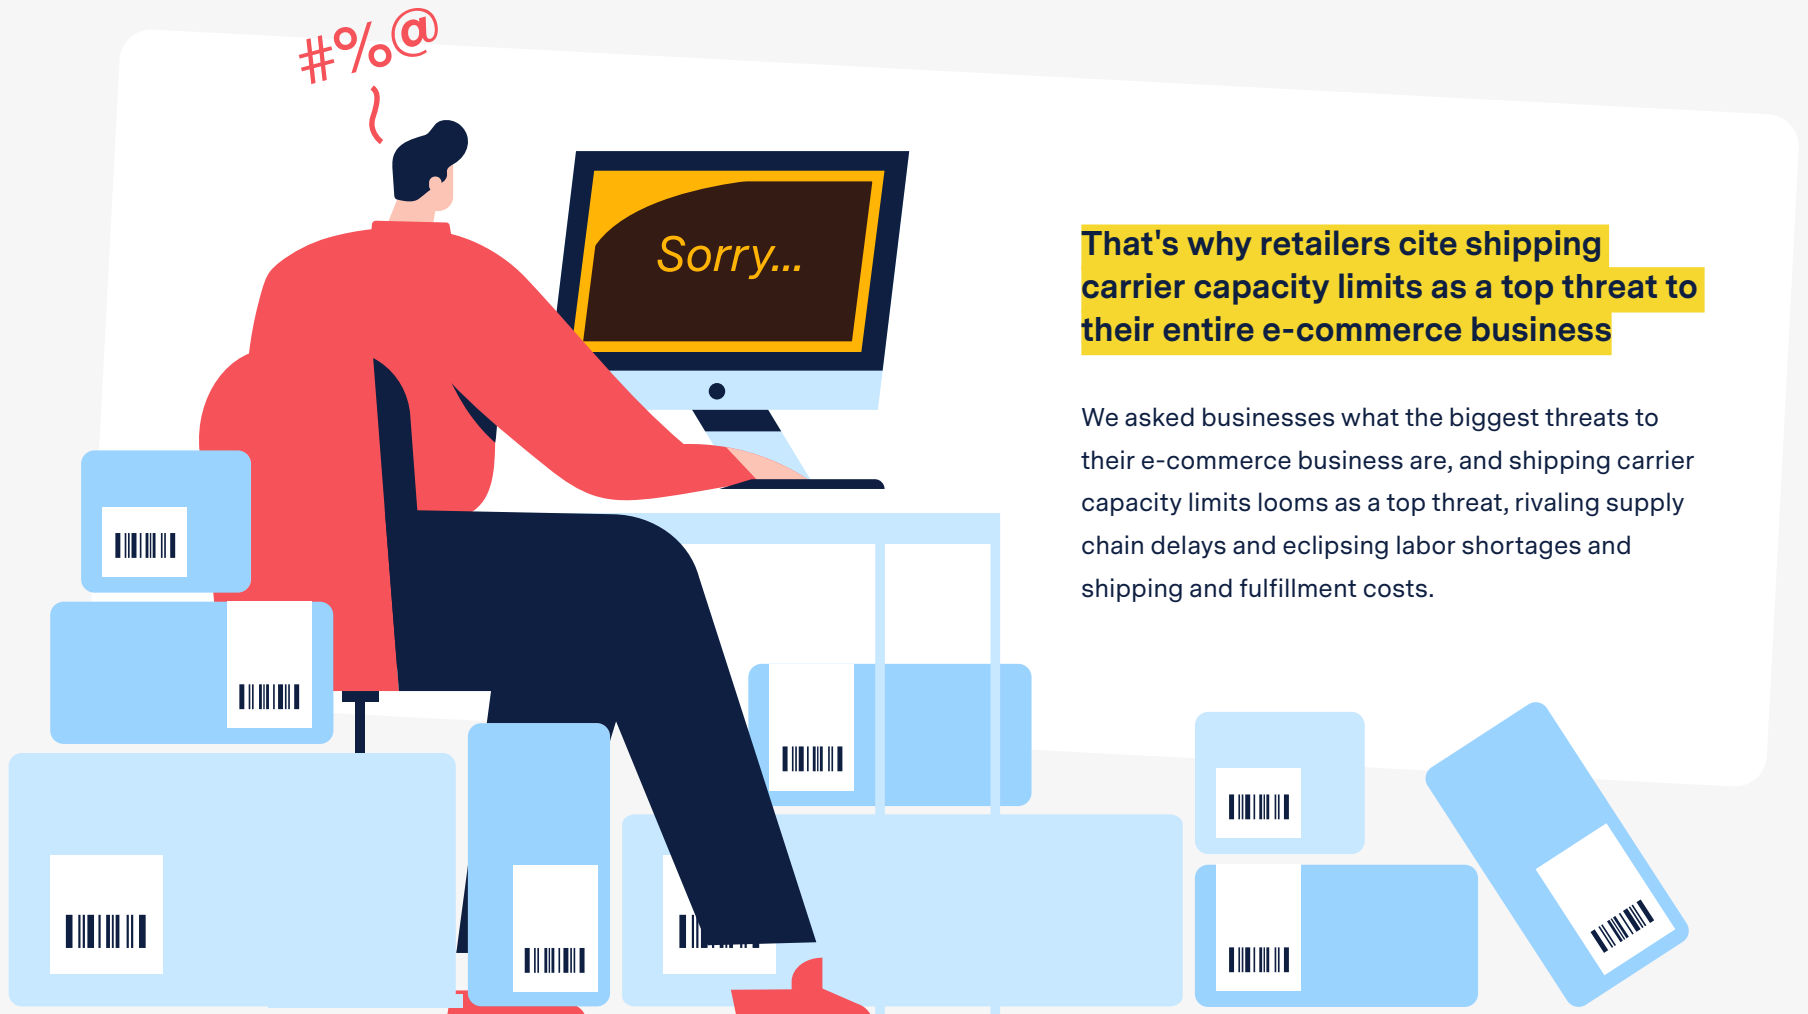 #%@
Sorry...
That's why retailers cite shipping
carrier capacity limits as a top threat to
their entire e-commerce business
We asked businesses what the biggest threats to
their e-commerce business are, and shipping carrier
capacity limits looms as a top threat, rivaling supply
chain delays and eclipsing labor shortages and
shipping and fulfillment costs.